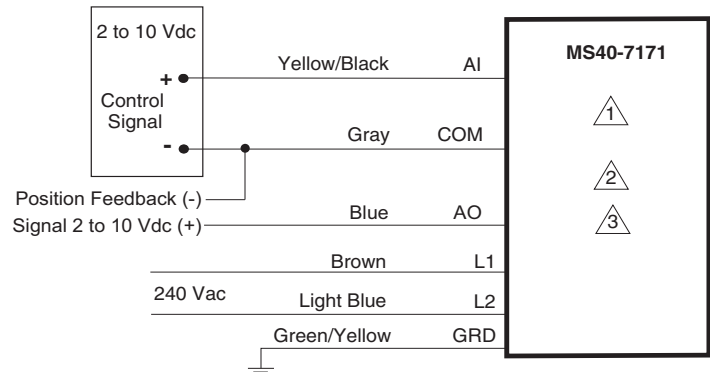 2 to 10 Vdc
MS40-7171
+
Yellow/Black
AI
Control
Signal
1
-
Gray
COM
2
Position Feedback (-)
Signal 2 to 10 Vdc (+)
Blue
AO
3
Brown
L1
240 Vac
Light Blue
L2
Green/Yellow
GRD